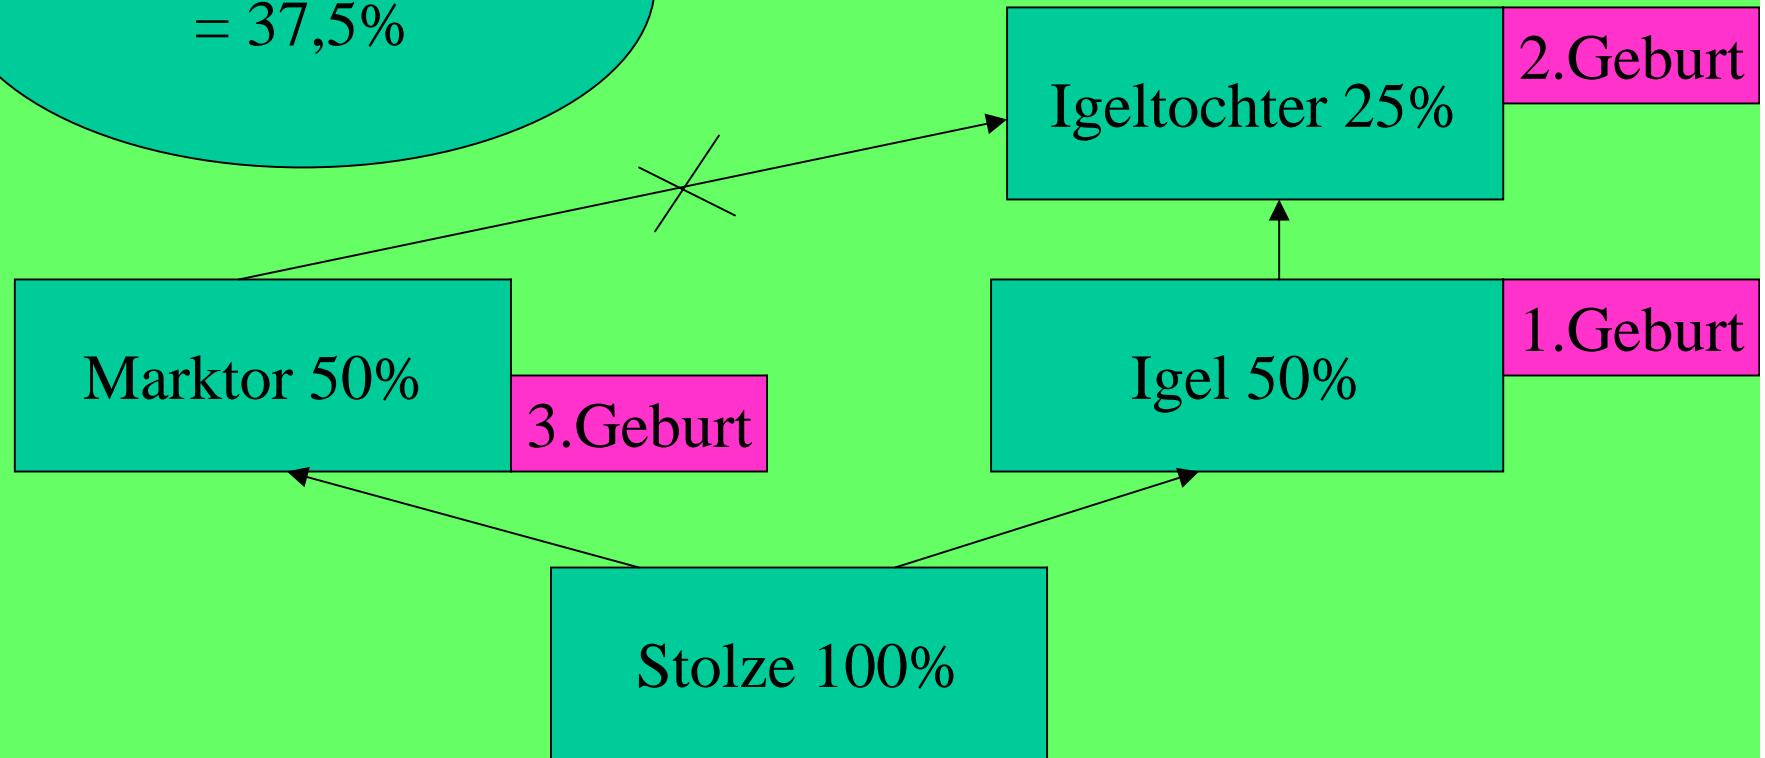 = 37,5%
2.Geburt
Igeltochter 25%
1.Geburt
Marktor 50%
Igel 50%
3.Geburt
Stolze 100%